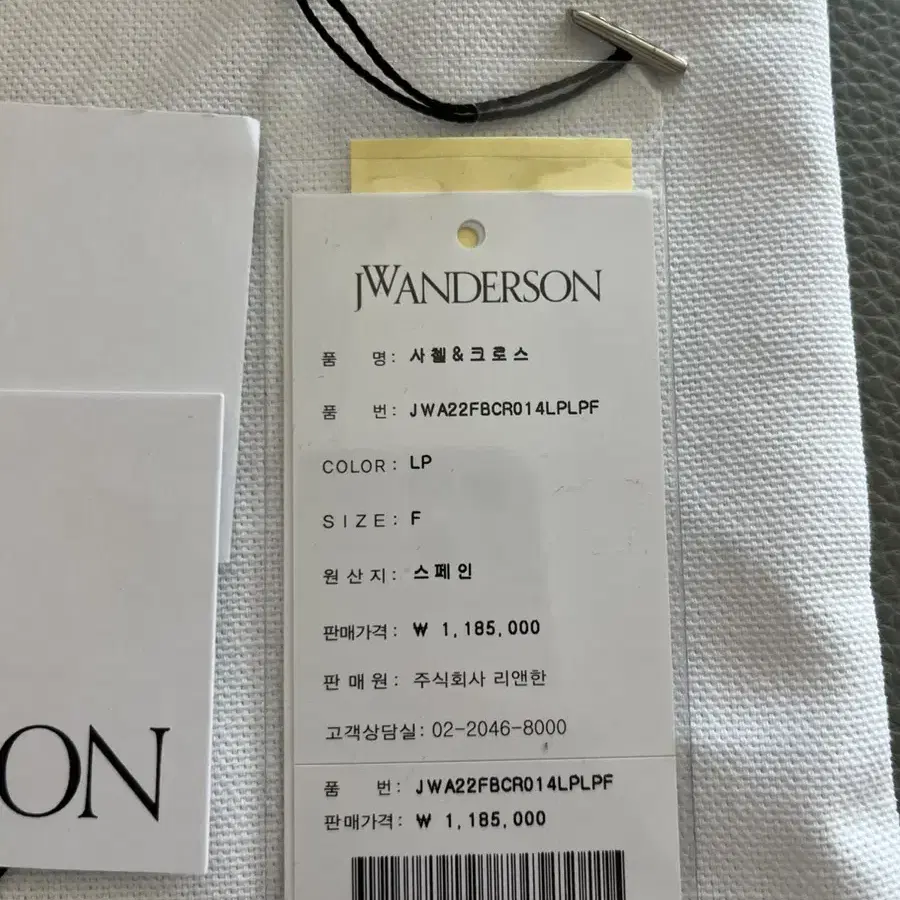 JWANDERSON
품 명: 사첼&크로스
품 번: JWA22FBCR014LPLPF
COLOR: LP
SIZE: F
원산지: 스페인
판매가격: ₩ 1,185,000
판매원: 주식회사 리앤한
고객상담실: 02-2046-8000
품 번: JWA22FBCR014LPLPF
판매가격: ₩ 1,185,000
ON